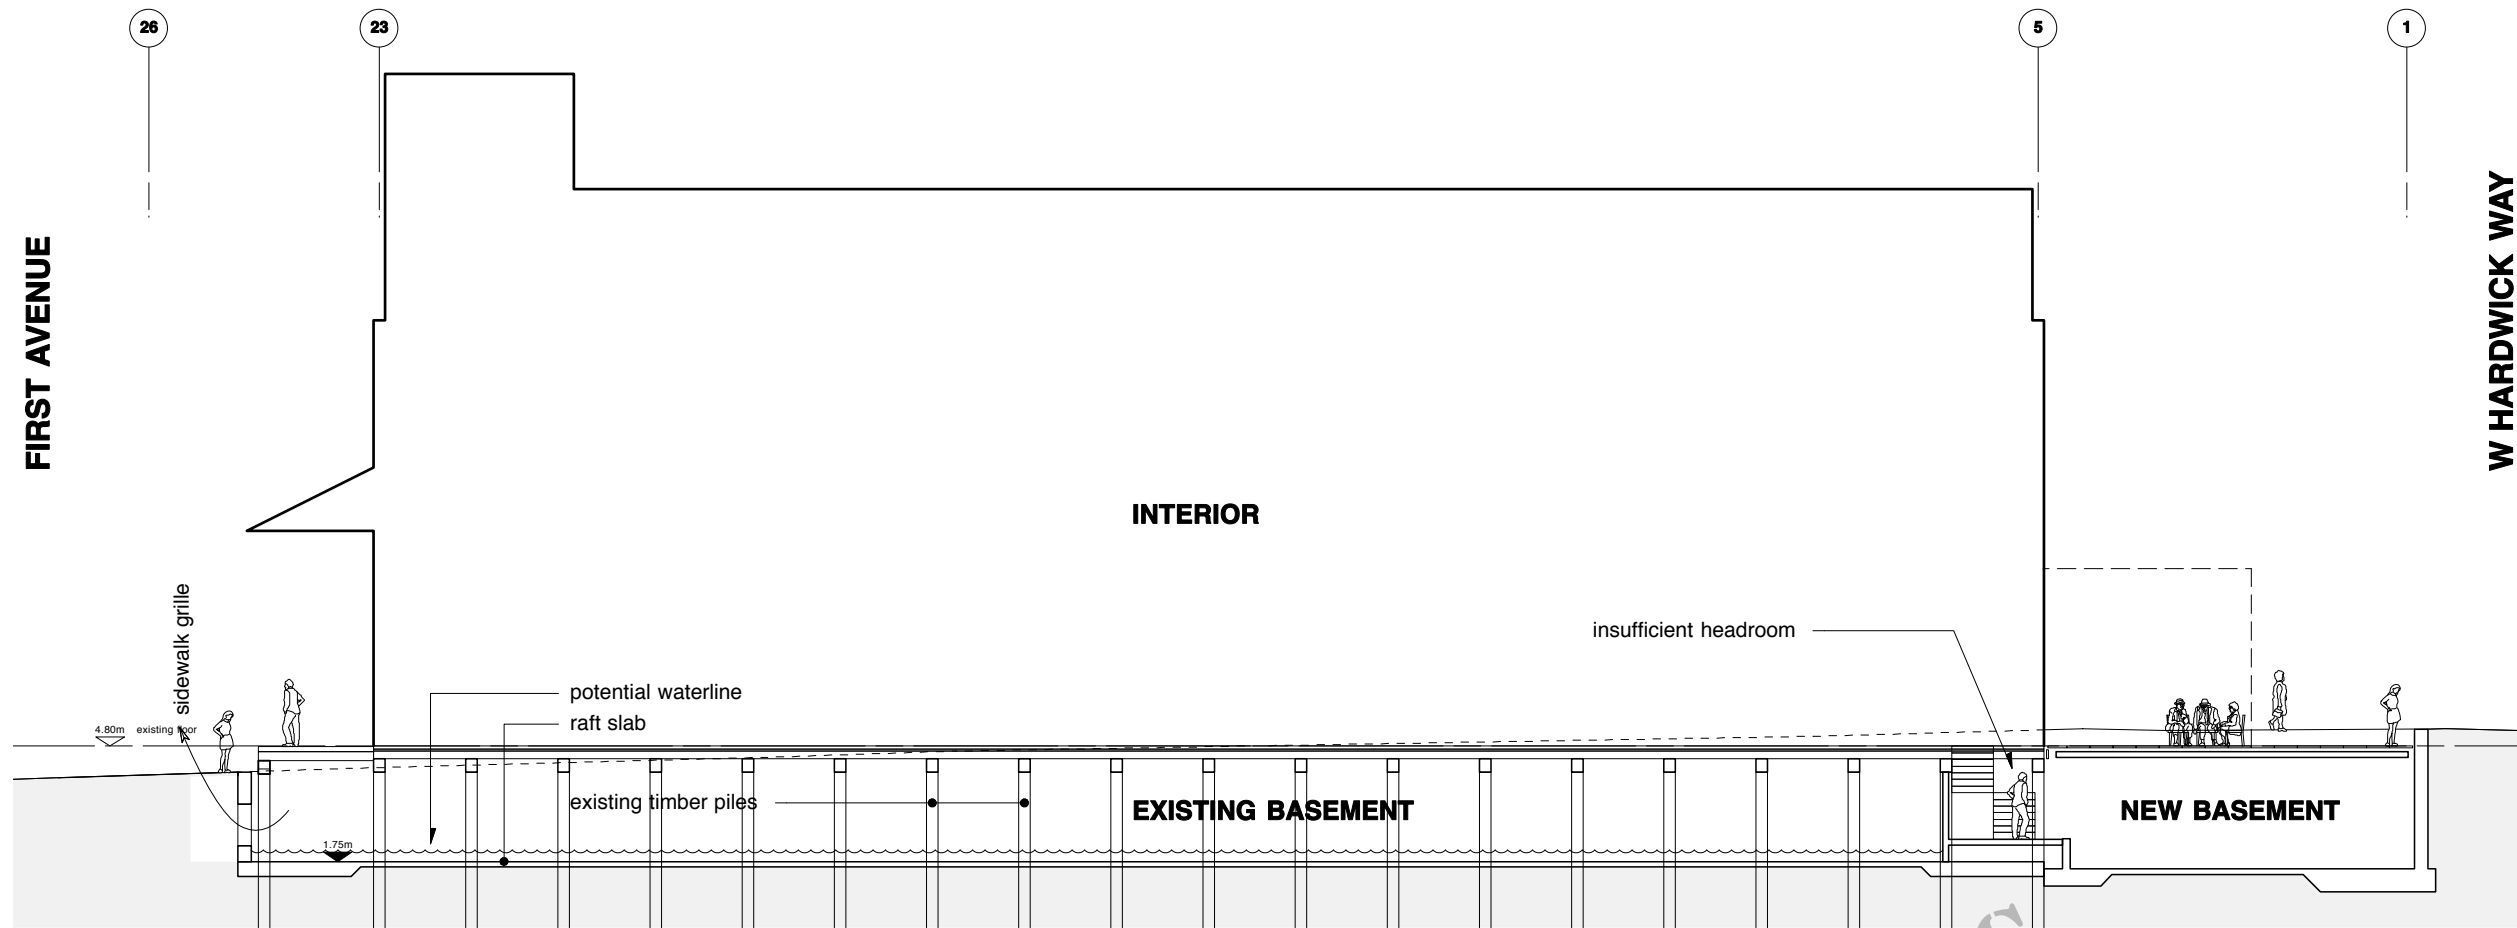 26
23
5
1
FIRST AVENUE
W HARDWICK WAY
INTERIOR
sidewalk grille
insufficient headroom
potential waterline
raft slab
4.80m existing floor
existing timber piles
EXISTING BASEMENT
NEW BASEMENT
1.75m